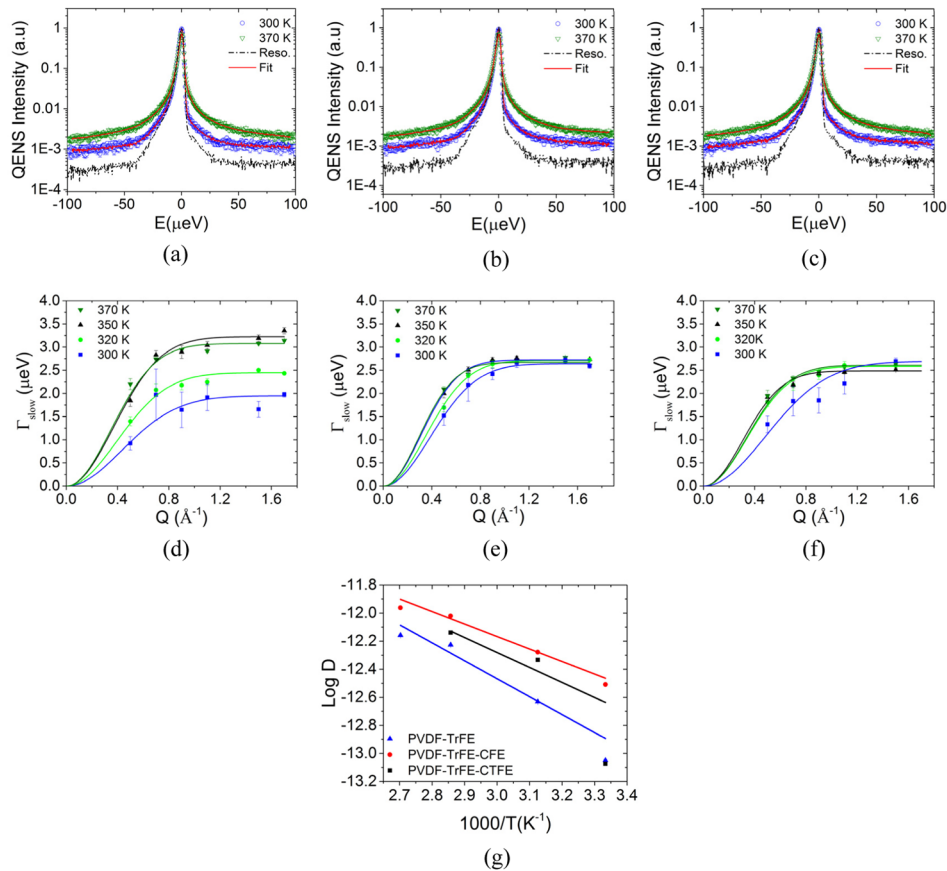 300 K
370 K
Reso.
Fit
QENS Intensity (a.u)
1
0.1
0.01
1E-3
1E-4
-100 -50 0 50 100
E(μeV)
(a)
300 K
370 K
Reso.
Fit
QENS Intensity (a.u)
1
0.1
0.01
1E-3
1E-4
-100 -50 0 50 100
E(μeV)
(b)
300 K
370 K
Reso.
Fit
QENS Intensity (a.u)
1
0.1
0.01
1E-3
1E-4
-100 -50 0 50 100
E(μeV)
(c)
370 K
350 K
320 K
300 K
Γslow (μeV)
4.0
3.5
3.0
2.5
2.0
1.5
1.0
0.5
0.0
0.0 0.4 0.8 1.2 1.6
Q (Å-1)
(d)
370 K
350 K
320 K
300 K
Γslow (μeV)
4.0
3.5
3.0
2.5
2.0
1.5
1.0
0.5
0.0
0.0 0.4 0.8 1.2 1.6
Q (Å-1)
(e)
370 K
350 K
320K
300 K
Γslow (μeV)
4.0
3.5
3.0
2.5
2.0
1.5
1.0
0.5
0.0
0.0 0.4 0.8 1.2 1.6
Q (Å-1)
(f)
Log D
-11.8
-12.0
-12.2
-12.4
-12.6
-12.8
-13.0
-13.2
PVDF-TrFE
PVDF-TrFE-CFE
PVDF-TrFE-CTFE
2.7 2.8 2.9 3.0 3.1 3.2 3.3 3.4
1000/T(K-1)
(g)